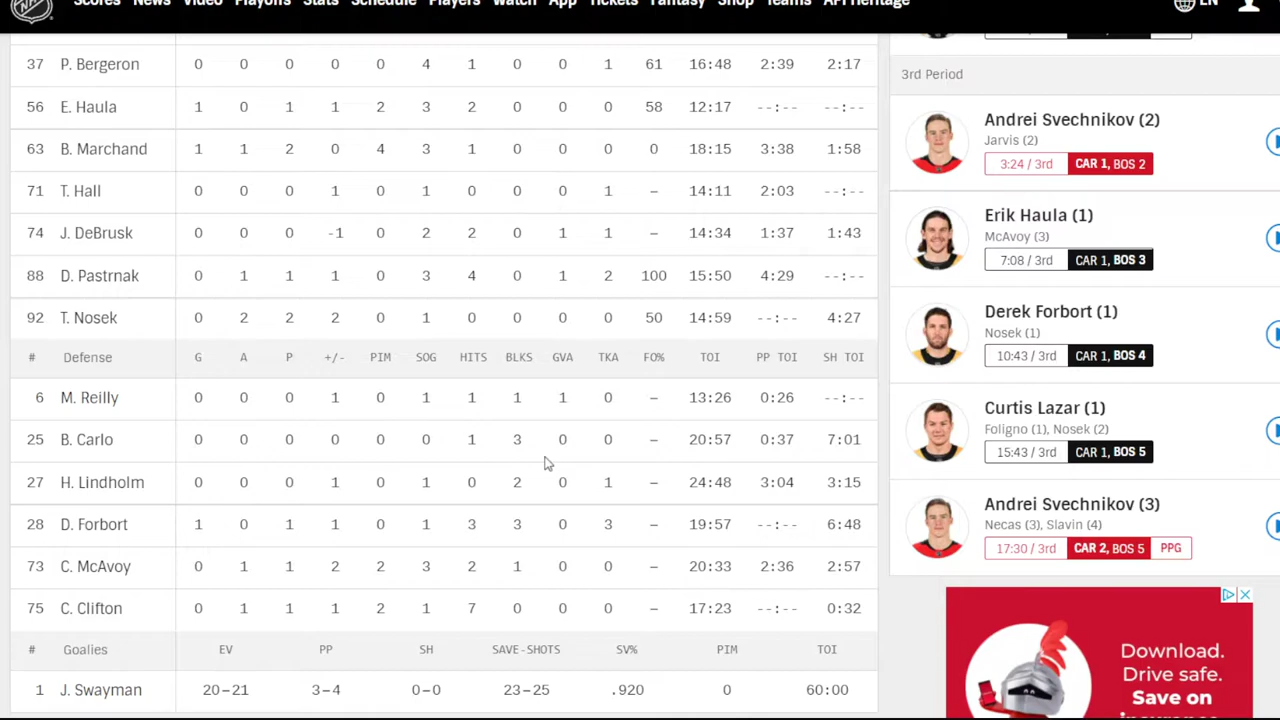 Scores News Video Playoffs Stats Schedule Players Watch App Tickets Fantasy Shop Teams API Heritage EN
NHL
37 P. Bergeron 0 0 0 0 0 4 1 0 0 1 61 16:48 2:39 2:17
56 E. Haula 1 0 1 1 2 3 2 0 0 0 58 12:17 --:-- --:--
63 B. Marchand 1 1 2 0 4 3 1 0 0 0 0 18:15 3:38 1:58
71 T. Hall 0 0 0 1 0 1 0 0 0 1 – 14:11 2:03 --:--
74 J. DeBrusk 0 0 0 -1 0 2 2 0 1 1 – 14:34 1:37 1:43
88 D. Pastrnak 0 1 1 1 0 3 4 0 1 2 100 15:50 4:29 --:--
92 T. Nosek 0 2 2 2 0 1 0 0 0 0 50 14:59 --:-- 4:27
# Defense G A P +/- PIM SOG HITS BLKS GVA TKA FO% TOI PP TOI SH TOI
6 M. Reilly 0 0 0 1 0 1 1 1 1 0 – 13:26 0:26 --:--
25 B. Carlo 0 0 0 0 0 0 1 3 0 0 – 20:57 0:37 7:01
27 H. Lindholm 0 0 0 1 0 1 0 2 0 1 – 24:48 3:04 3:15
28 D. Forbort 1 0 1 1 0 1 3 3 0 3 – 19:57 --:-- 6:48
73 C. McAvoy 0 1 1 2 2 3 2 1 0 0 – 20:33 2:36 2:57
75 C. Clifton 0 1 1 1 2 1 7 0 0 0 – 17:23 --:-- 0:32
# Goalies EV PP SH SAVE-SHOTS SV% PIM TOI
1 J. Swayman 20–21 3–4 0–0 23–25 .920 0 60:00
3rd Period
Andrei Svechnikov (2)
Jarvis (2)
3:24 / 3rd CAR 1, BOS 2
Erik Haula (1)
McAvoy (3)
7:08 / 3rd CAR 1, BOS 3
Derek Forbort (1)
Nosek (1)
10:43 / 3rd CAR 1, BOS 4
Curtis Lazar (1)
Foligno (1), Nosek (2)
15:43 / 3rd CAR 1, BOS 5
Andrei Svechnikov (3)
Necas (3), Slavin (4)
17:30 / 3rd CAR 2, BOS 5 PPG
Download.
Drive safe.
Save on
insurance.